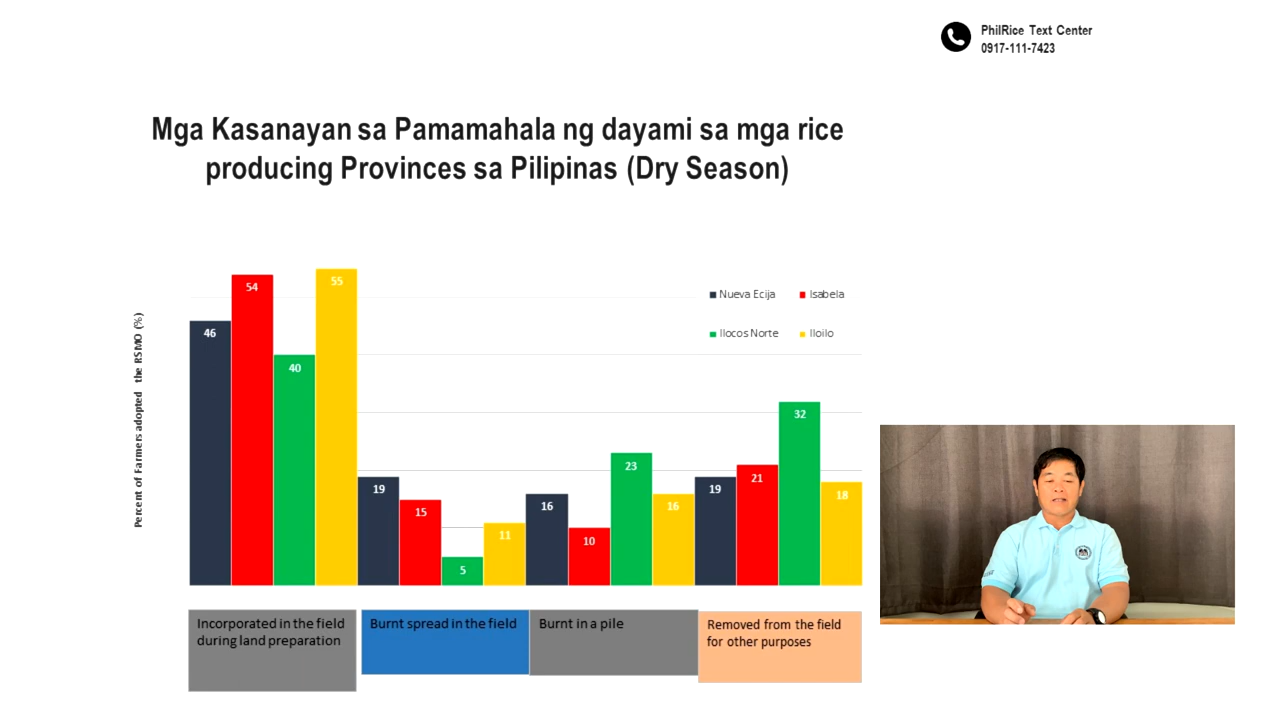 PhilRice Text Center
0917-111-7423
Mga Kasanayan sa Pamamahala ng dayami sa mga rice
producing Provinces sa Pilipinas (Dry Season)
Percent of Farmers adopted the RSMO (%)
Nueva Ecija
Isabela
Ilocos Norte
Iloilo
46
54
40
55
19
15
5
11
16
10
23
16
19
21
32
18
Incorporated in the field
during land preparation
Burnt spread in the field
Burnt in a pile
Removed from the field
for other purposes